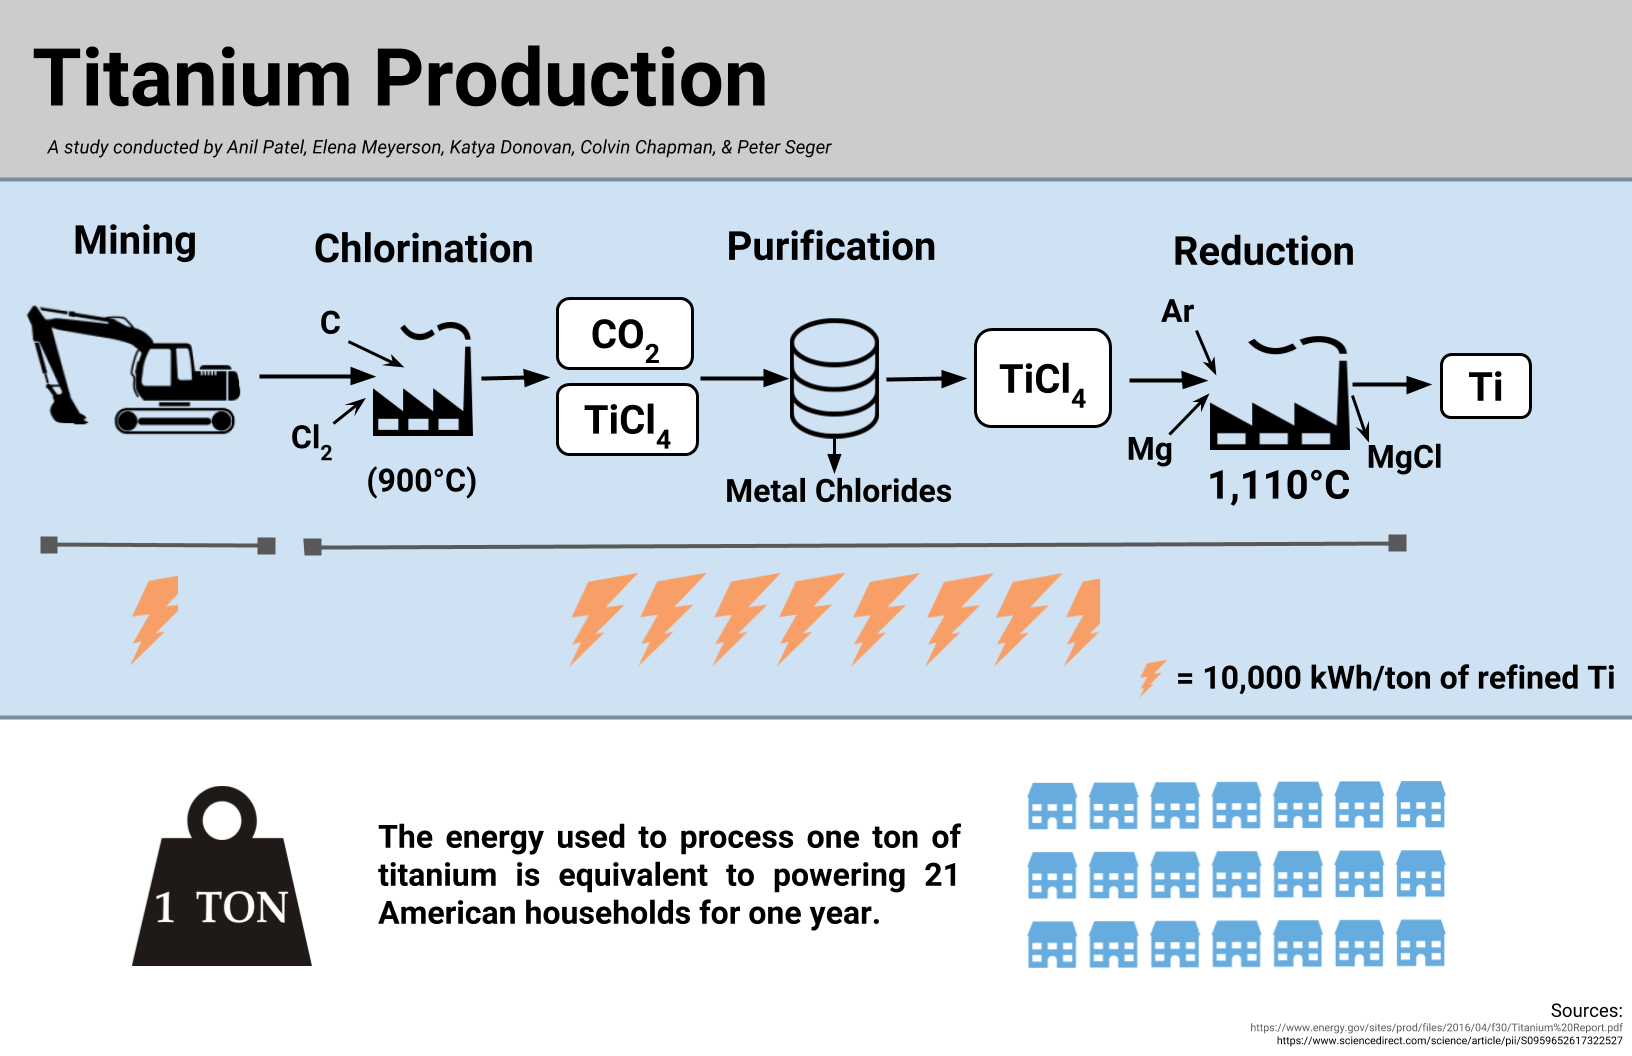 Titanium Production
A study conducted by Anil Patel, Elena Meyerson, Katya Donovan, Colvin Chapman, & Peter Seger
Mining
Chlorination
Purification
Reduction
C
Cl₂
(900°C)
CO₂
TiCl₄
Metal Chlorides
TiCl₄
Ar
Mg
1,110°C
MgCl
Ti
= 10,000 kWh/ton of refined Ti
1 TON
The energy used to process one ton of
titanium is equivalent to powering 21
American households for one year.
Sources:
https://www.energy.gov/sites/prod/files/2016/04/f30/Titanium%20Report.pdf
https://www.sciencedirect.com/science/article/pii/S0959652617322527